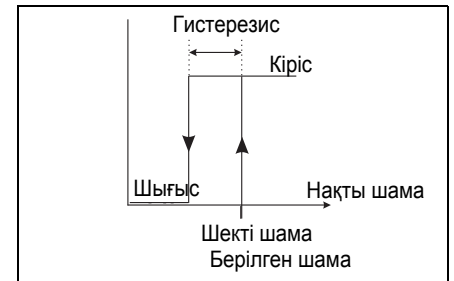 Гистерезис
Кіріс
Шығыс
Нақты шама
Шекті шама
Берілген шама